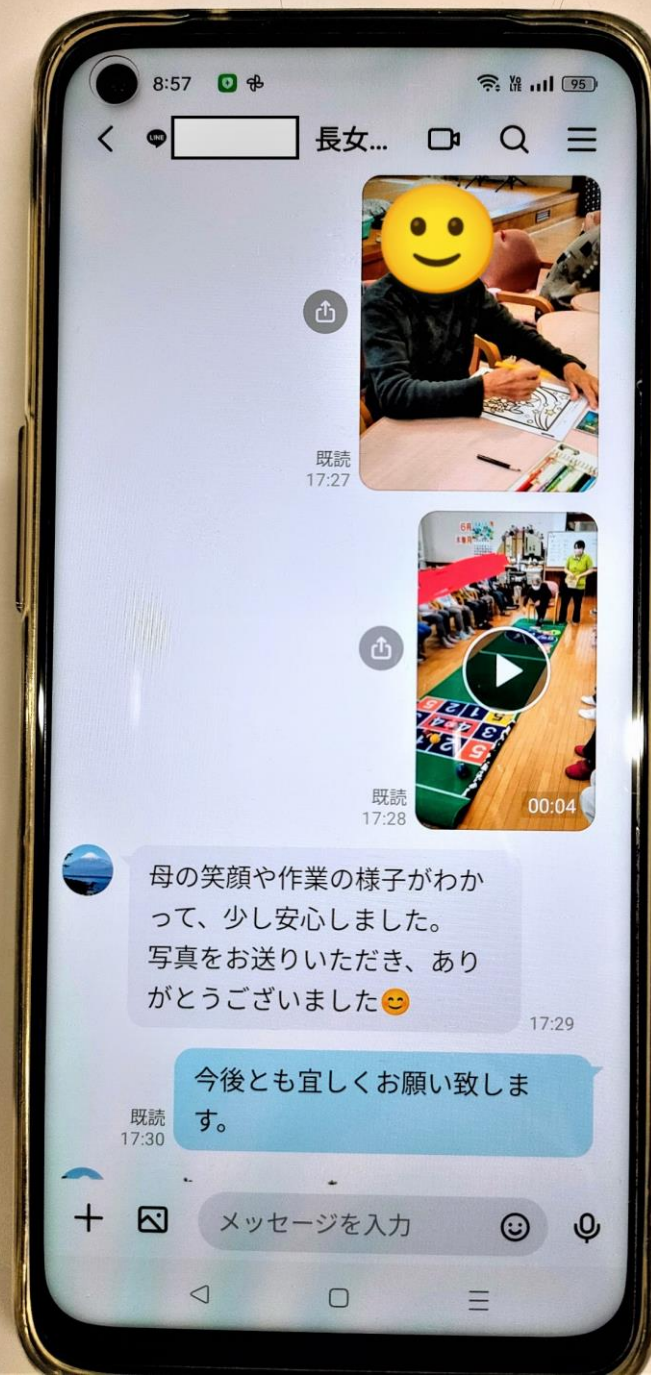 8:57
Vo LTE 95
LINE
長女...
既読
17:27
6月
既読
17:28
00:04
母の笑顔や作業の様子がわか
って、少し安心しました。
写真をお送りいただき、あり
がとうございました😊
17:29
今後とも宜しくお願い致しま
す。
既読
17:30
メッセージを入力